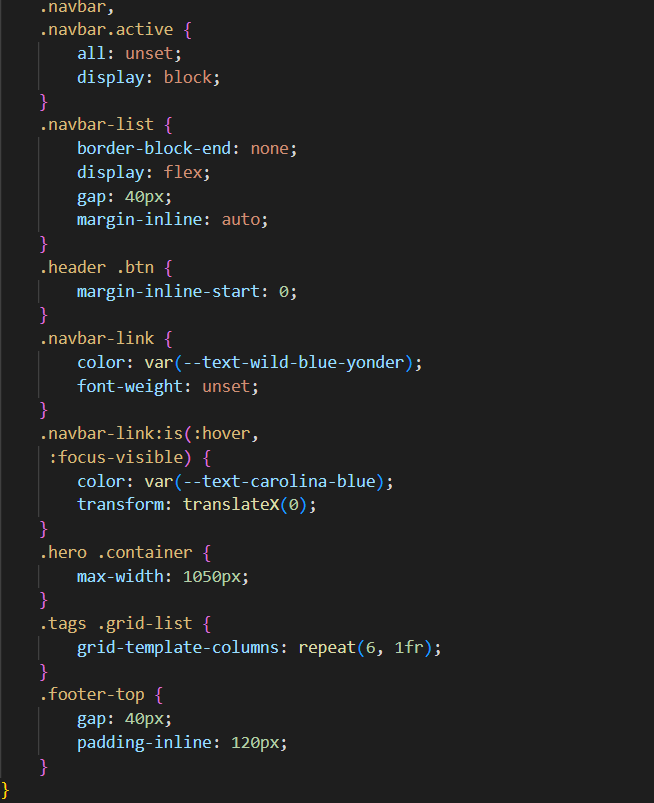 .navbar,
.navbar.active {
all: unset;
display: block;
}
.navbar-list {
border-block-end: none;
display: flex;
gap: 40px;
margin-inline: auto;
}
.header .btn {
margin-inline-start: 0;
}
.navbar-link {
color: var(--text-wild-blue-yonder);
font-weight: unset;
}
.navbar-link:is(:hover,
:focus-visible) {
color: var(--text-carolina-blue);
transform: translateX(0);
}
.hero .container {
max-width: 1050px;
}
.tags .grid-list {
grid-template-columns: repeat(6, 1fr);
}
.footer-top {
gap: 40px;
padding-inline: 120px;
}
}